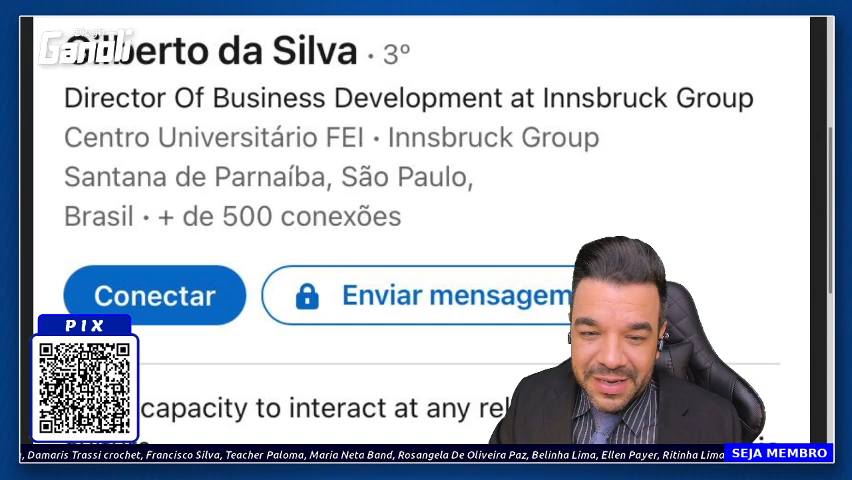 Gandli
Gilberto da Silva · 3º
Director Of Business Development at Innsbruck Group
Centro Universitário FEI · Innsbruck Group
Santana de Parnaíba, São Paulo,
Brasil · + de 500 conexões
Conectar
Enviar mensagem
PIX
capacity to interact at any
, Damaris Trassi crochet, Francisco Silva, Teacher Paloma, Maria Neta Band, Rosangela De Oliveira Paz, Belinha Lima, Ellen Payer, Ritinha Lima
SEJA MEMBRO